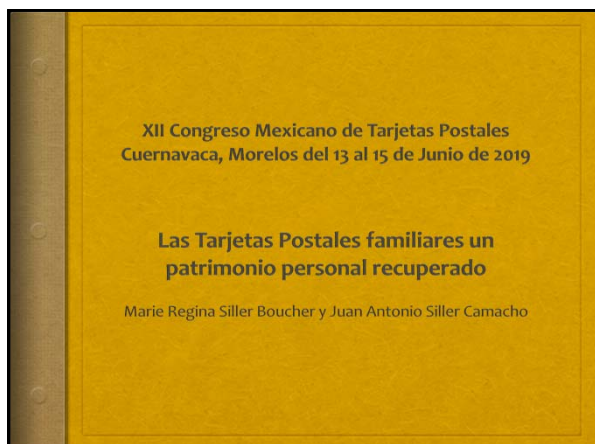 XII Congreso Mexicano de Tarjetas Postales
Cuernavaca, Morelos del 13 al 15 de Junio de 2019
Las Tarjetas Postales familiares un
patrimonio personal recuperado
Marie Regina Siller Boucher y Juan Antonio Siller Camacho